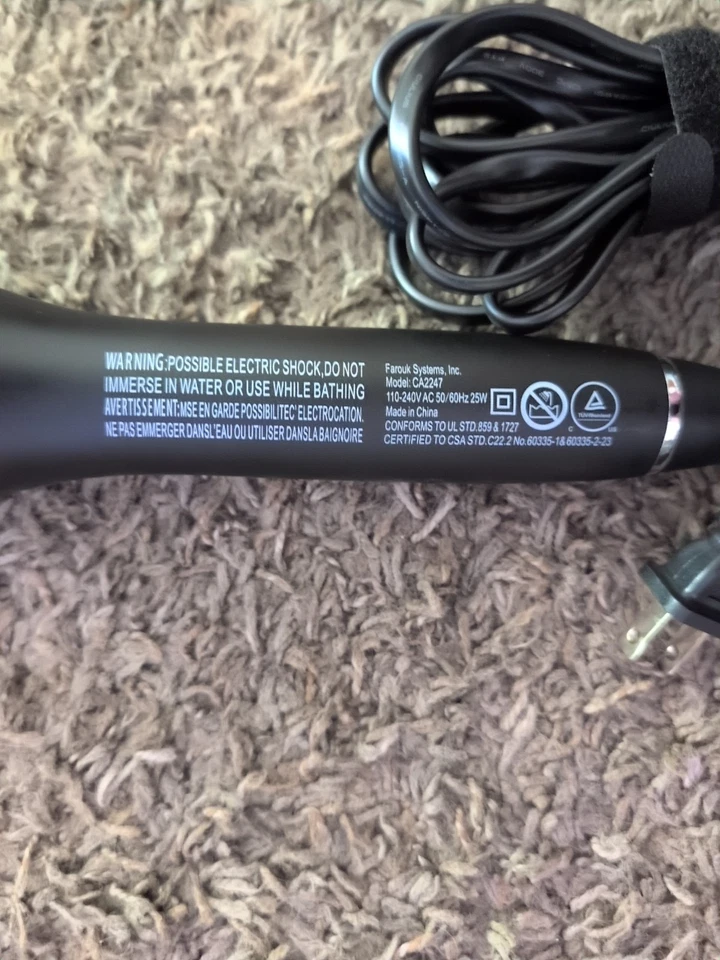 WARNING:POSSIBLE ELECTRIC SHOCK,DO NOT
IMMERSE IN WATER OR USE WHILE BATHING
AVERTISSEMENT:MSE EN GARDE POSSIBILITEC' ELECTROCATION.
NE PAS EMMERGER DANSL'EAU OU UTILISER DANSLA BAIGNOIRE
Farouk Systems, Inc.
Model: CA2247
110-240V AC 50/60Hz 25W
Made in China
CONFORMS TO UL STD.859 & 1727
CERTIFIED TO CSA STD.C22.2 No.60335-1& 60335-2-23
TÜVRheinland
C US